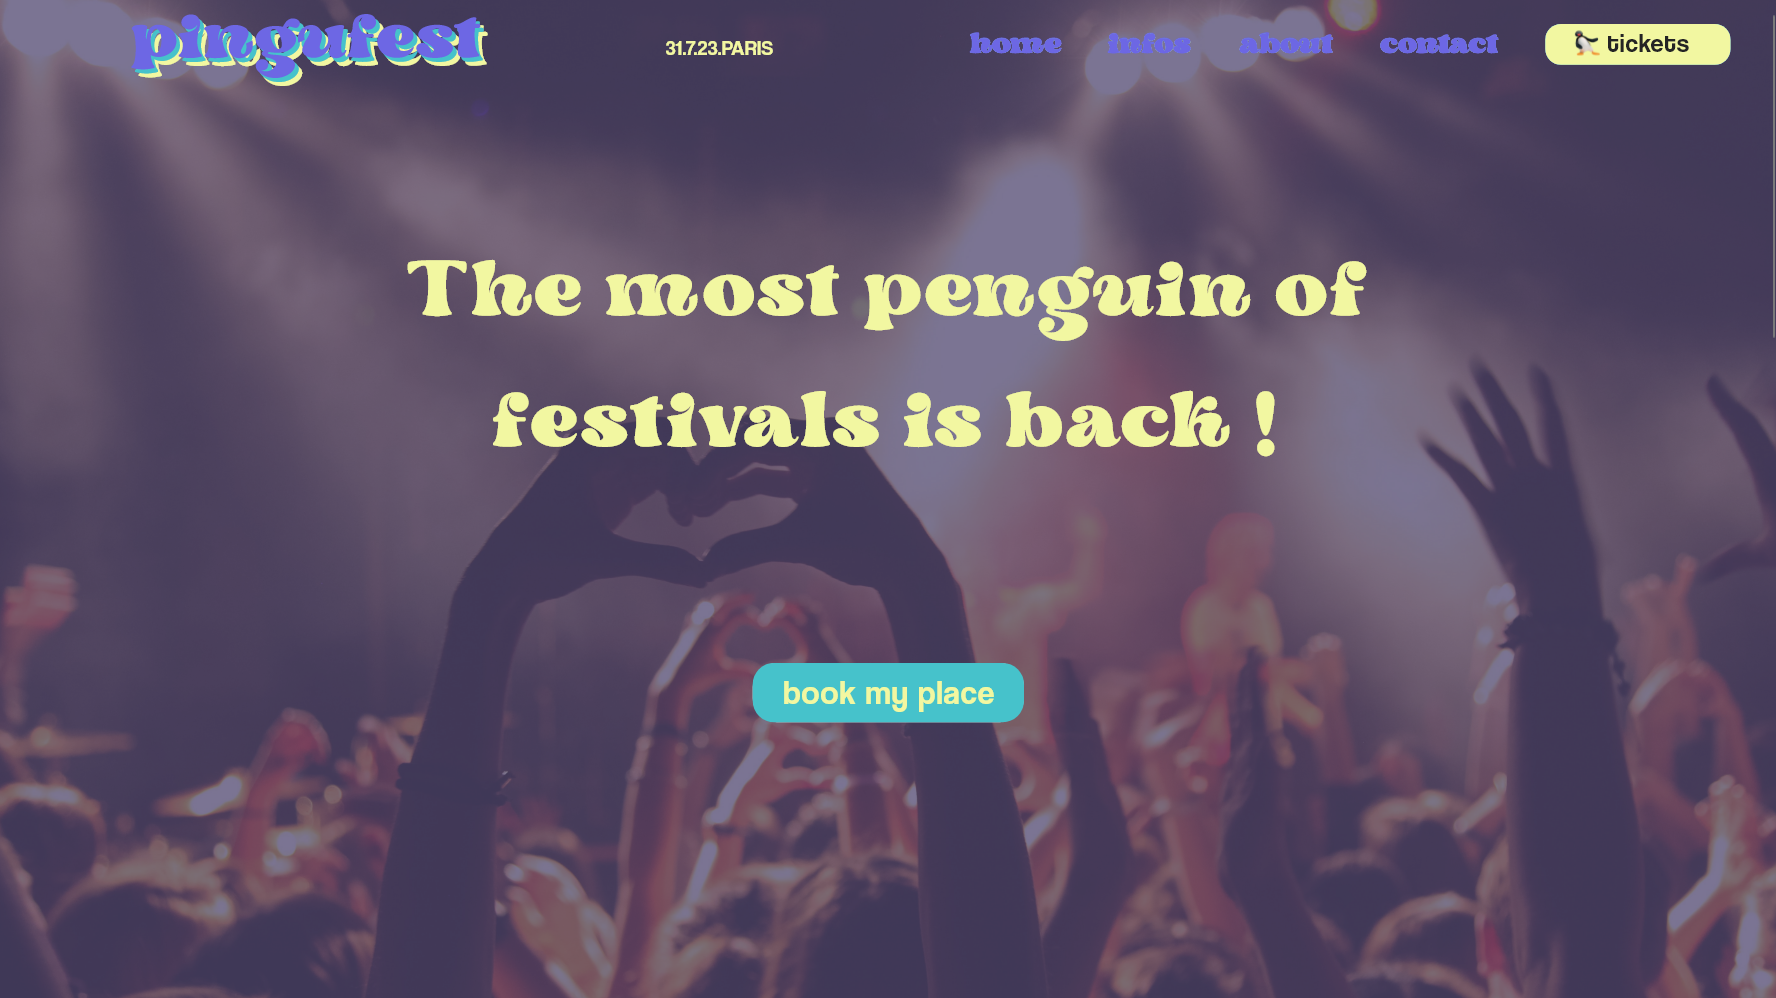 pingufest
31.7.23.PARIS
home
infos
about
contact
tickets
The most penguin of
festivals is back !
book my place